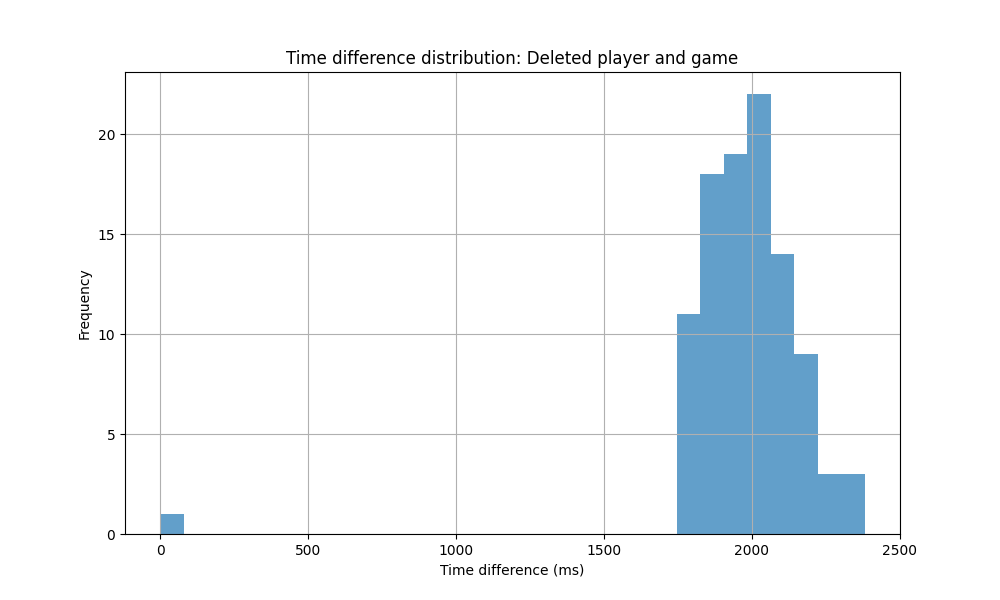 Time difference distribution: Deleted player and game
20
15
10
5
0
Frequency
0 500 1000 1500 2000 2500
Time difference (ms)